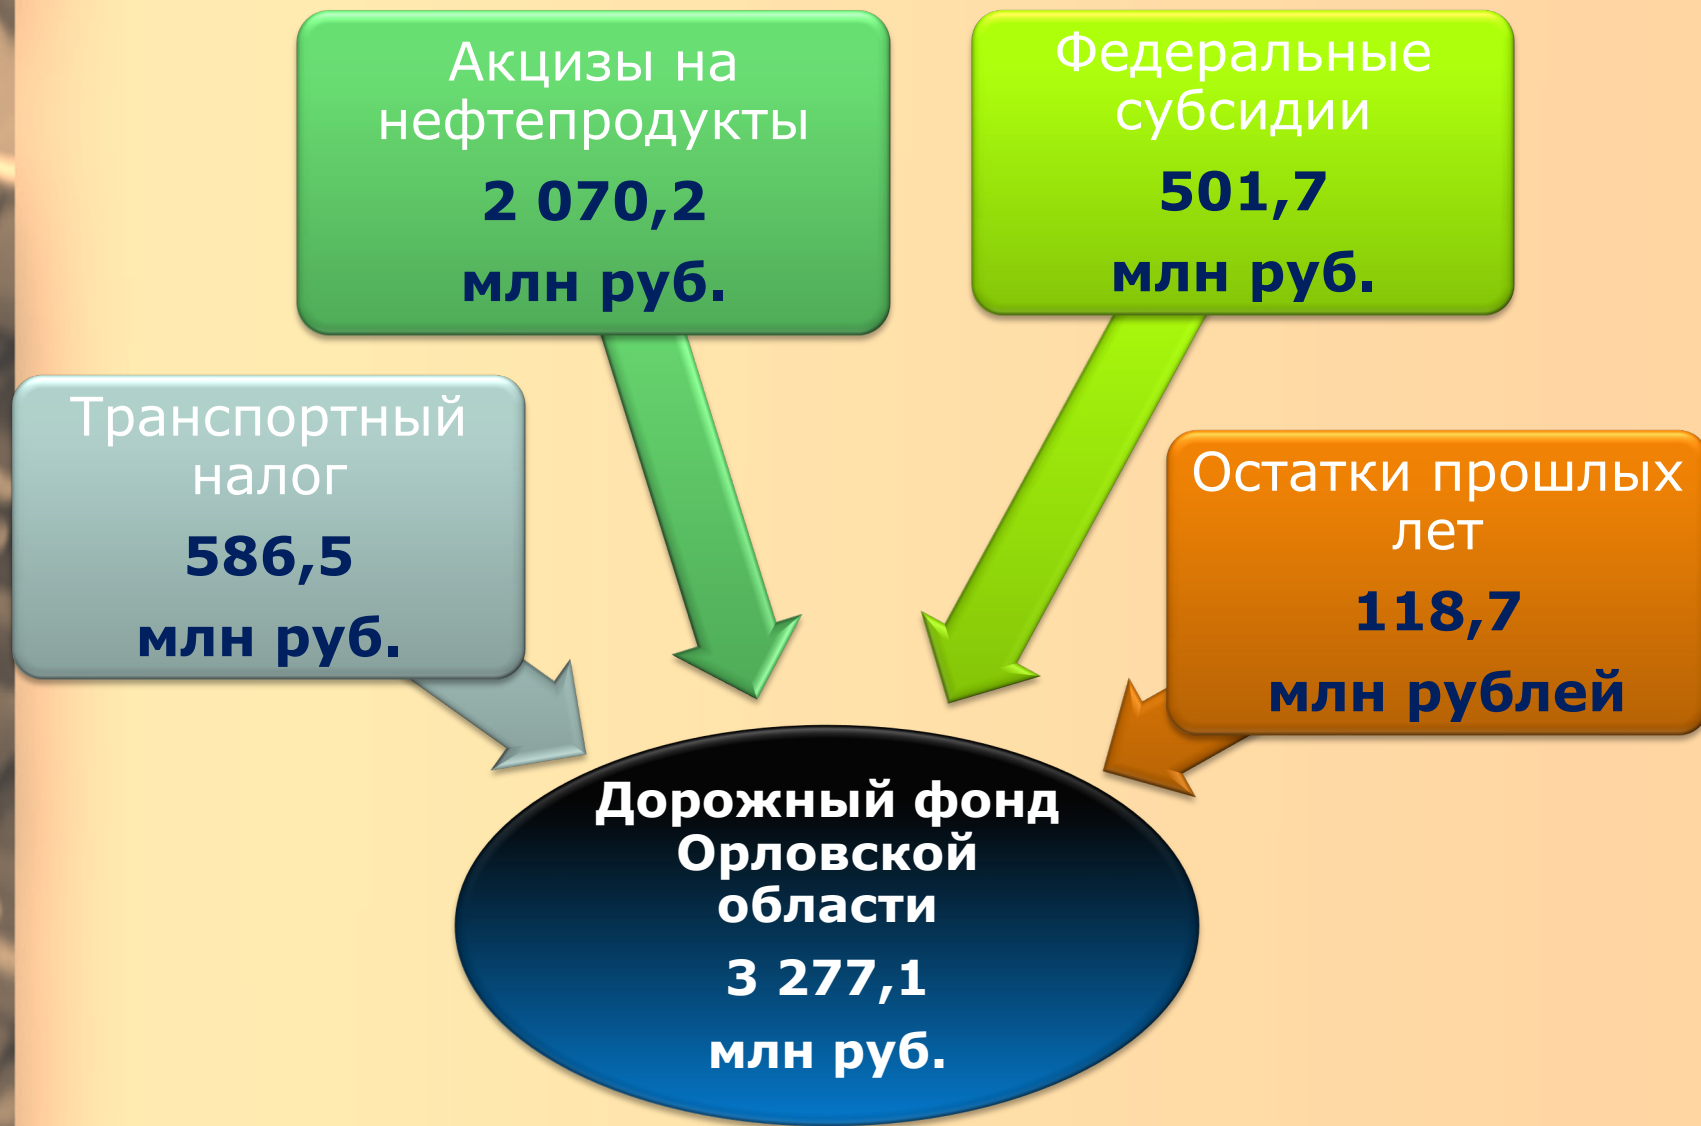 Акцизы на
нефтепродукты
2 070,2
млн руб.
Федеральные
субсидии
501,7
млн руб.
Транспортный
налог
586,5
млн руб.
Остатки прошлых
лет
118,7
млн рублей
Дорожный фонд
Орловской
области
3 277,1
млн руб.